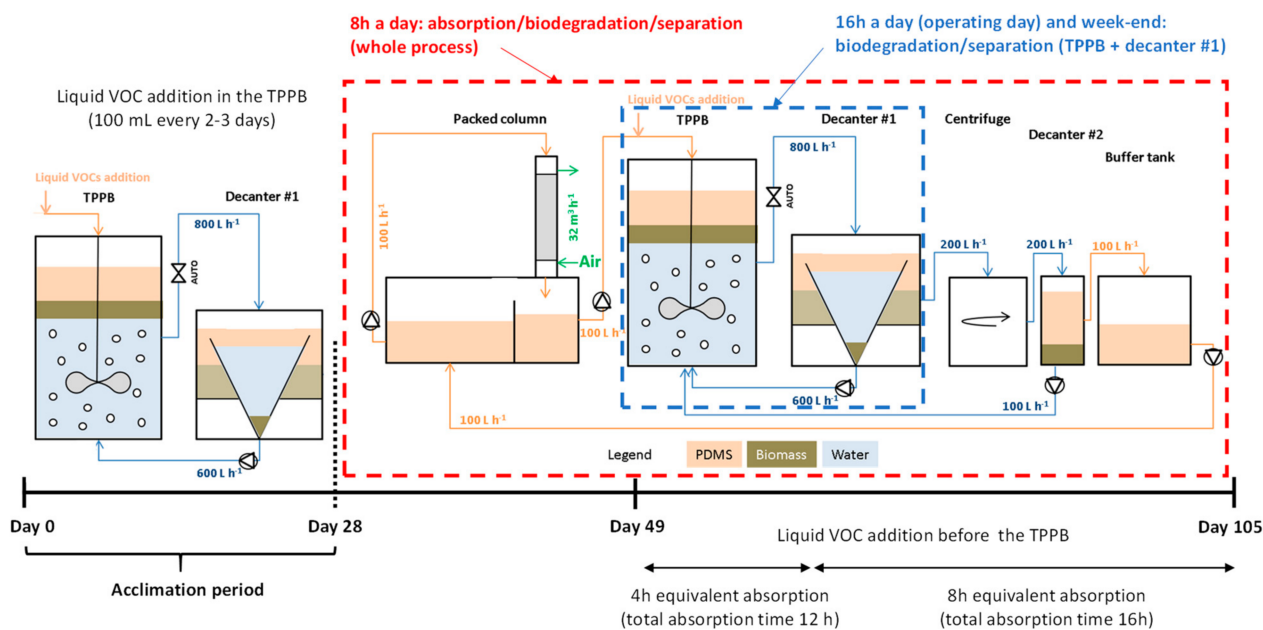 8h a day: absorption/biodegradation/separation
(whole process)
16h a day (operating day) and week-end:
biodegradation/separation (TPPB + decanter #1)
Liquid VOC addition in the TPPB
(100 mL every 2-3 days)
Liquid VOCs addition
TPPB
Decanter #1
800 L h-1
AUTO
600 L h-1
Packed column
100 L h-1
32 m3 h-1
Air
100 L h-1
100 L h-1
Liquid VOCs addition
TPPB
Decanter #1
800 L h-1
AUTO
600 L h-1
Centrifuge
Decanter #2
Buffer tank
200 L h-1
200 L h-1
100 L h-1
100 L h-1
Legend
PDMS
Biomass
Water
Day 0
Day 28
Day 49
Day 105
Acclimation period
Liquid VOC addition before the TPPB
4h equivalent absorption
(total absorption time 12 h)
8h equivalent absorption
(total absorption time 16h)